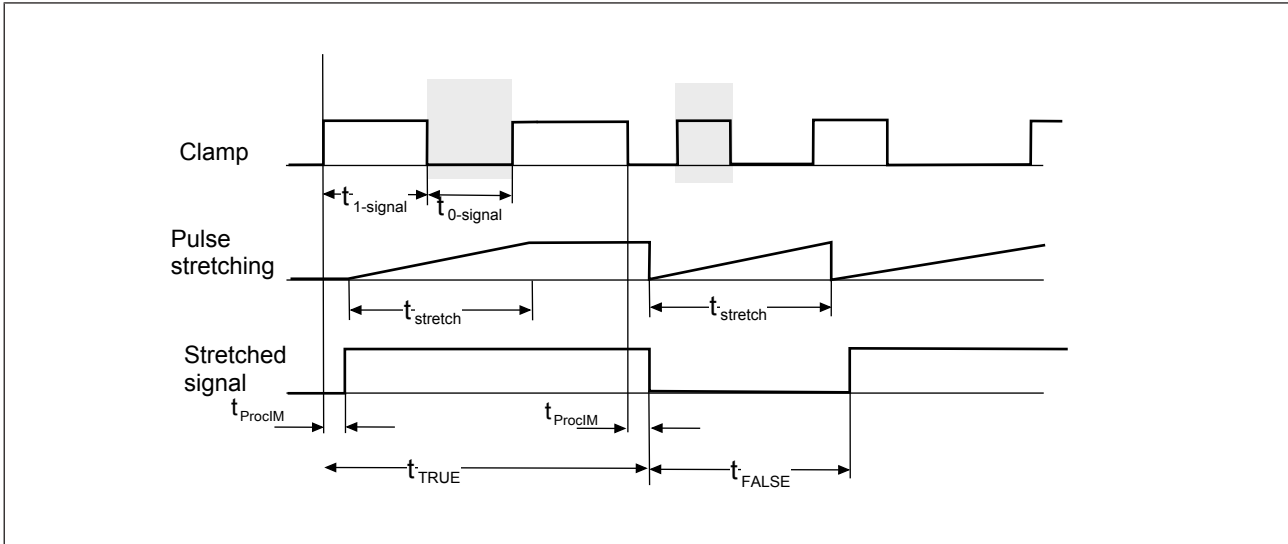 Clamp
t1-signal
t0-signal
Pulse
stretching
tstretch
tstretch
Stretched
signal
tProcIM
tProcIM
tTRUE
tFALSE